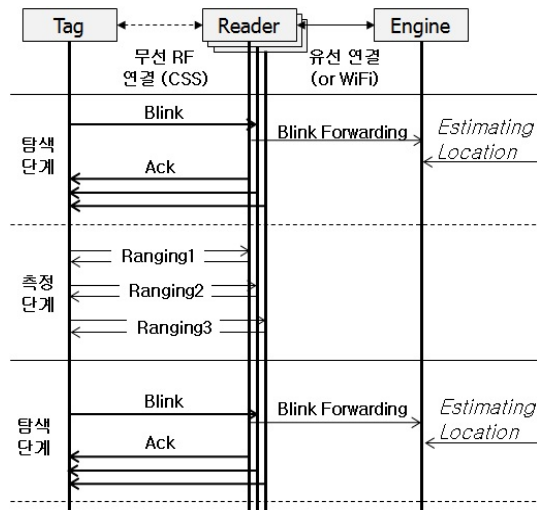 Tag
Reader
Engine
무선 RF
연결 (CSS)
유선 연결
(or WiFi)
탐색
단계
Blink
Blink Forwarding
Estimating
Location
Ack
측정
단계
Ranging1
Ranging2
Ranging3
탐색
단계
Blink
Blink Forwarding
Estimating
Location
Ack